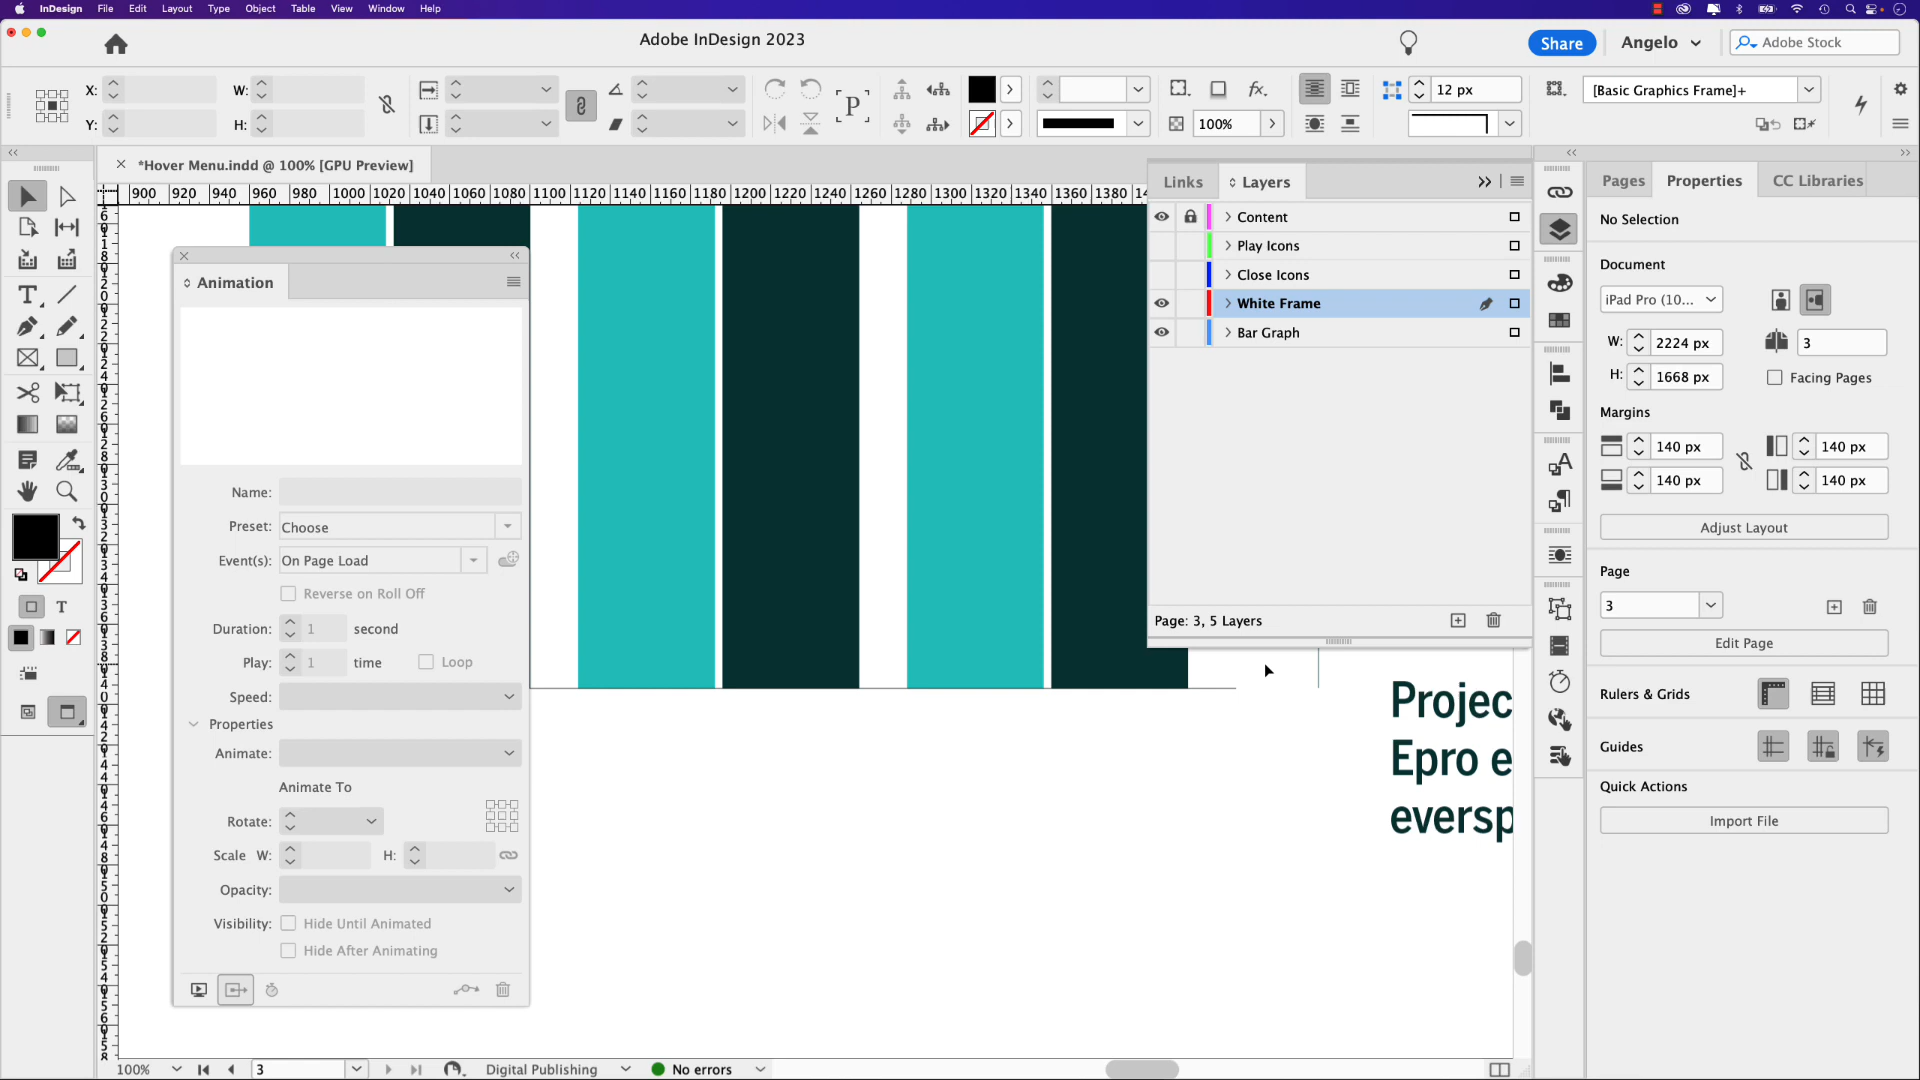 InDesign File Edit Layout Type Object Table View Window Help
Adobe InDesign 2023
Share
Angelo
Adobe Stock
X:
W:
12 px
[Basic Graphics Frame]+
Y:
H:
100%
*Hover Menu.indd @ 100% [GPU Preview]
900 920 940 960 980 1000 1020 1040 1060 1080 1100 1120 1140 1160 1180 1200 1220 1240 1260 1280 1300 1320 1340 1360 1380
Links
Layers
Content
Play Icons
Close Icons
White Frame
Bar Graph
Page: 3, 5 Layers
Animation
Name:
Preset: Choose
Event(s): On Page Load
Reverse on Roll Off
Duration: 1 second
Play: 1 time Loop
Speed:
Properties
Animate:
Animate To
Rotate:
Scale W: H:
Opacity:
Visibility: Hide Until Animated
Hide After Animating
Projec
Epro e
eversp
Pages
Properties
CC Libraries
No Selection
Document
iPad Pro (10...
W: 2224 px
3
H: 1668 px
Facing Pages
Margins
140 px
140 px
140 px
140 px
Adjust Layout
Page
3
Edit Page
Rulers & Grids
Guides
Quick Actions
Import File
100%
3
Digital Publishing
No errors